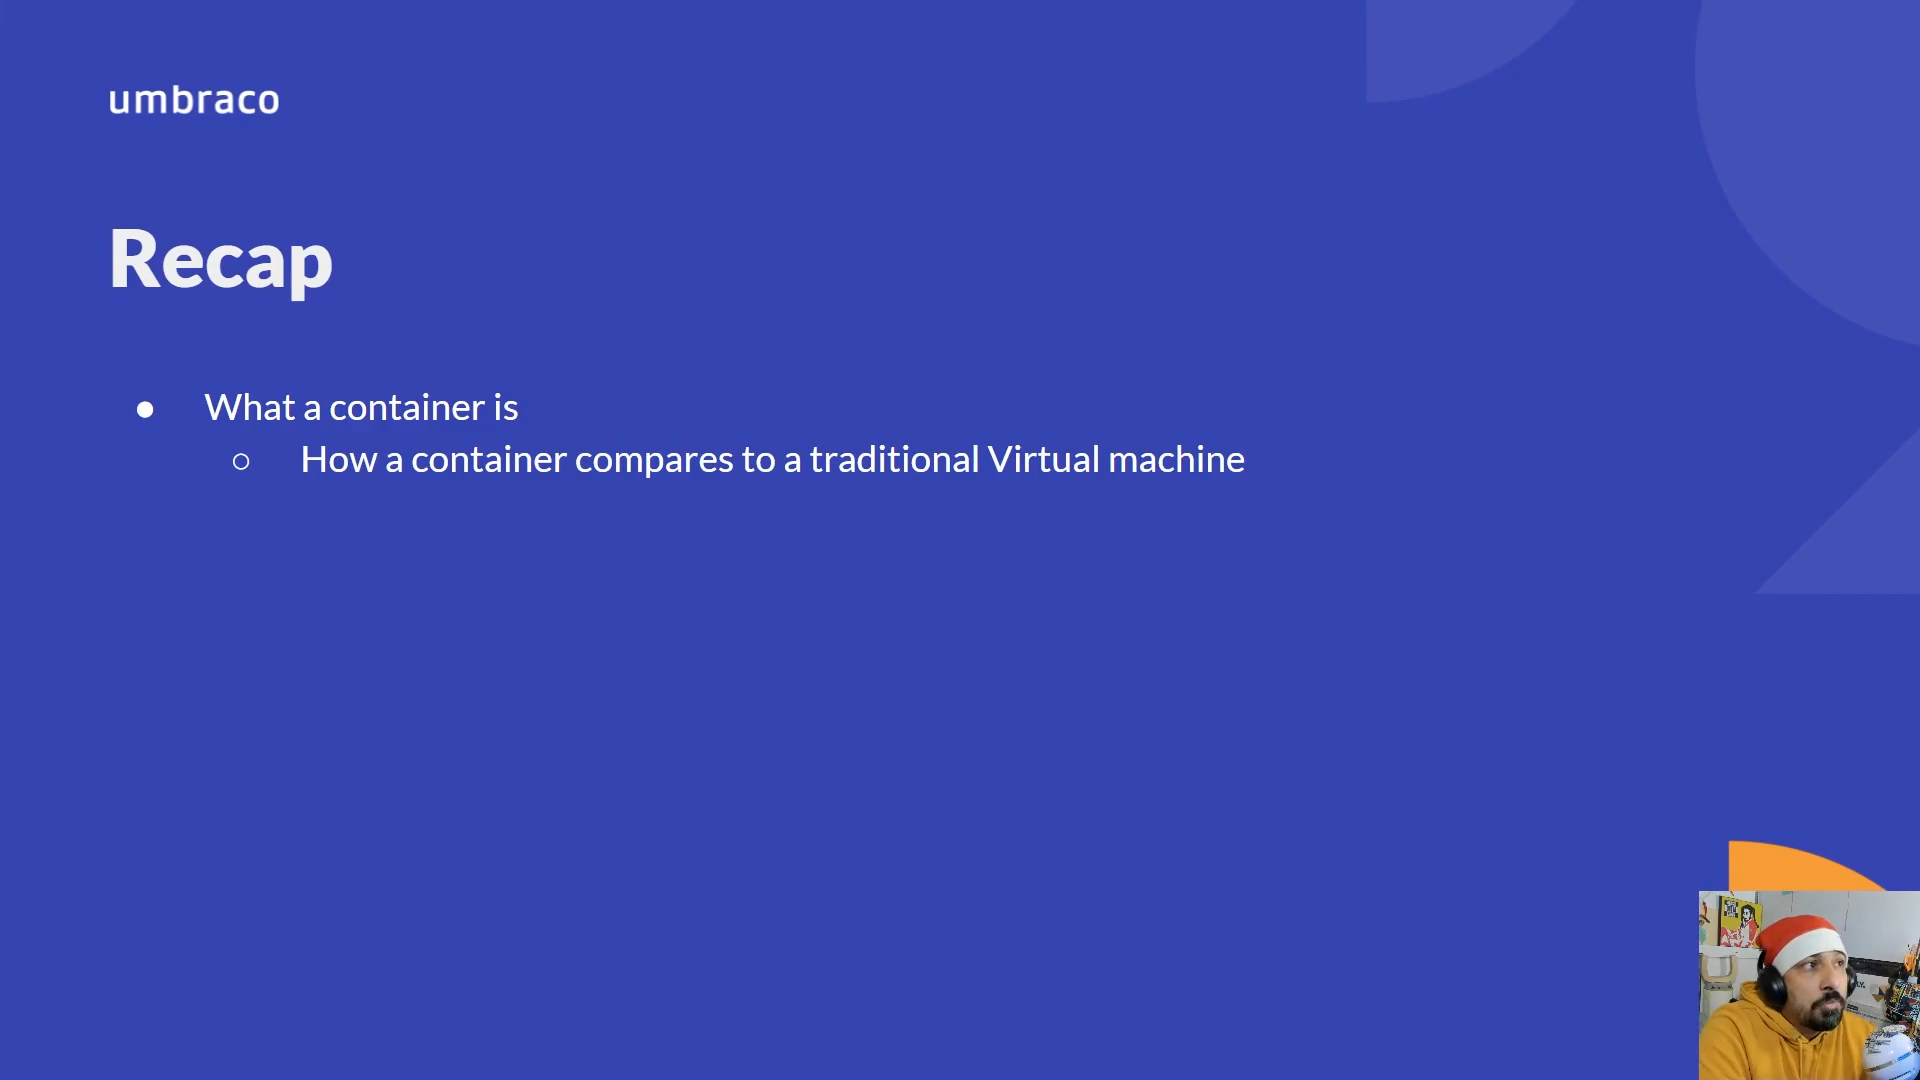 umbraco
Recap
● What a container is
○ How a container compares to a traditional Virtual machine